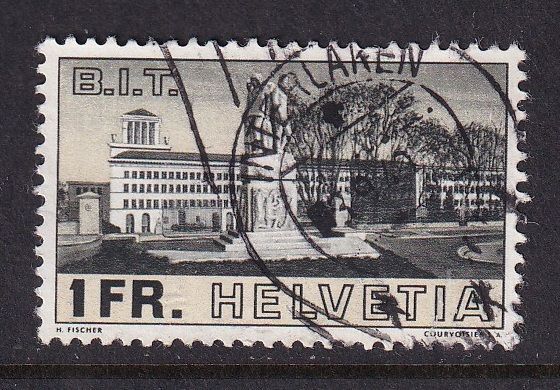 B.I.T.
INTERLAKEN
1FR. HELVETIA
H. FISCHER COURVOISIER S.A.